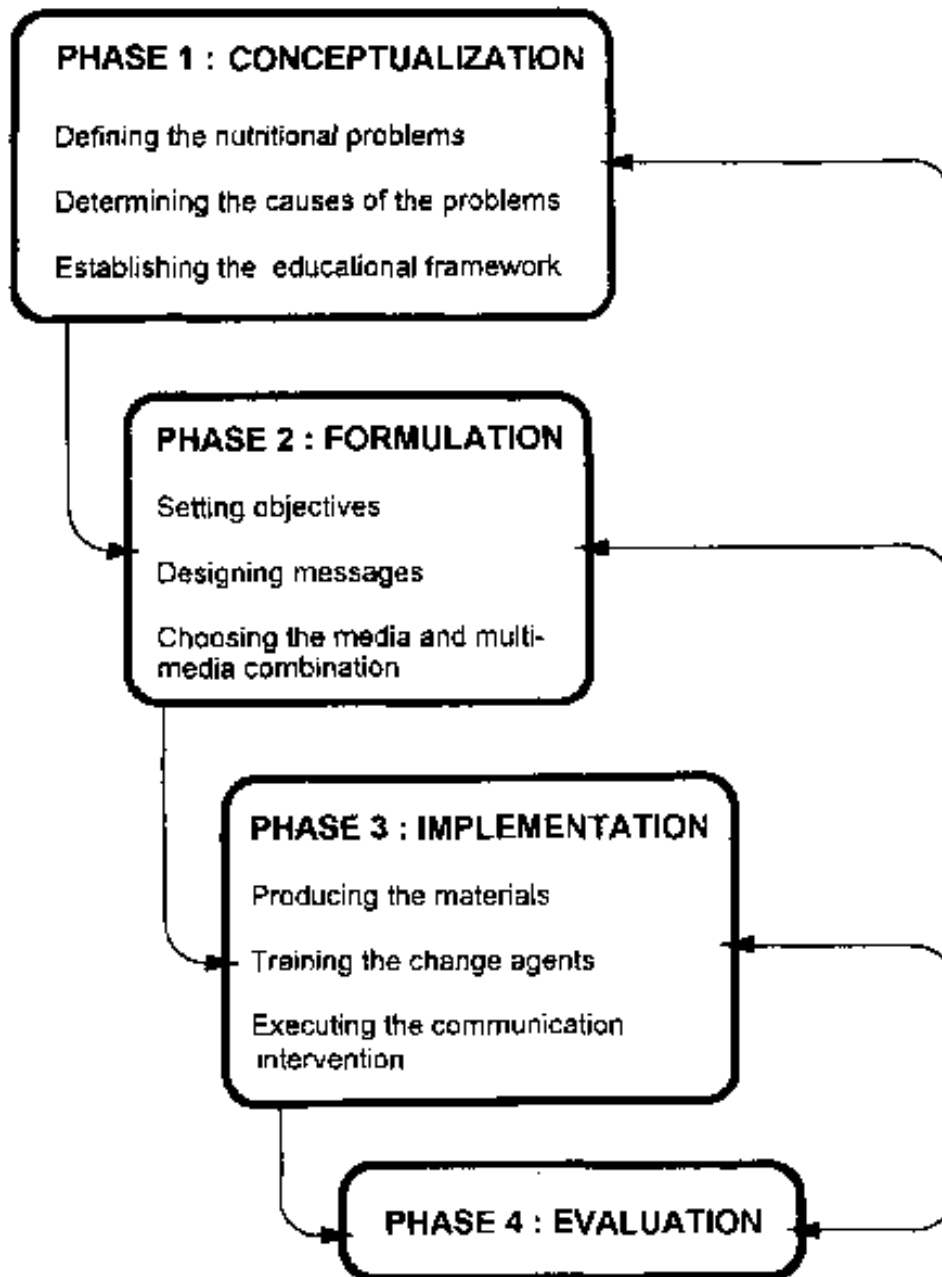 PHASE 1 : CONCEPTUALIZATION
Defining the nutritional problems
Determining the causes of the problems
Establishing the educational framework
PHASE 2 : FORMULATION
Setting objectives
Designing messages
Choosing the media and multi-
media combination
PHASE 3 : IMPLEMENTATION
Producing the materials
Training the change agents
Executing the communication
intervention
PHASE 4 : EVALUATION